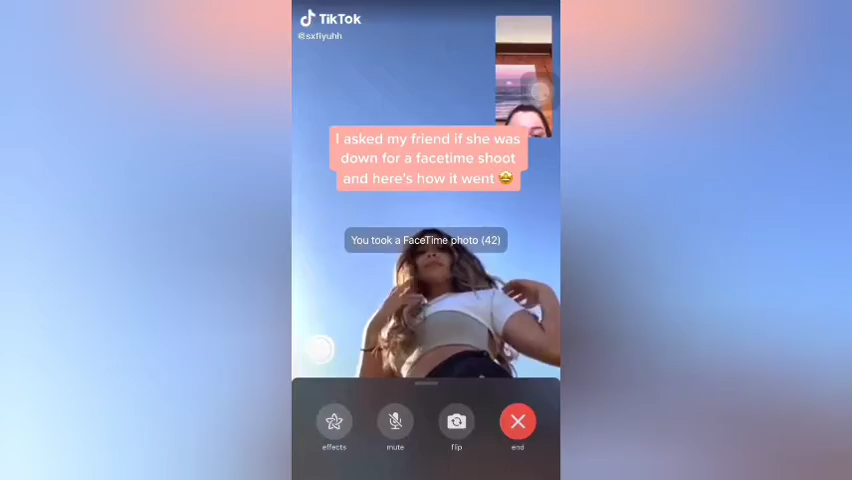 TikTok
@sxflyuhh
I asked my friend if she was
down for a facetime shoot
and here's how it went 🤩
You took a FaceTime photo (42)
effects
mute
flip
end